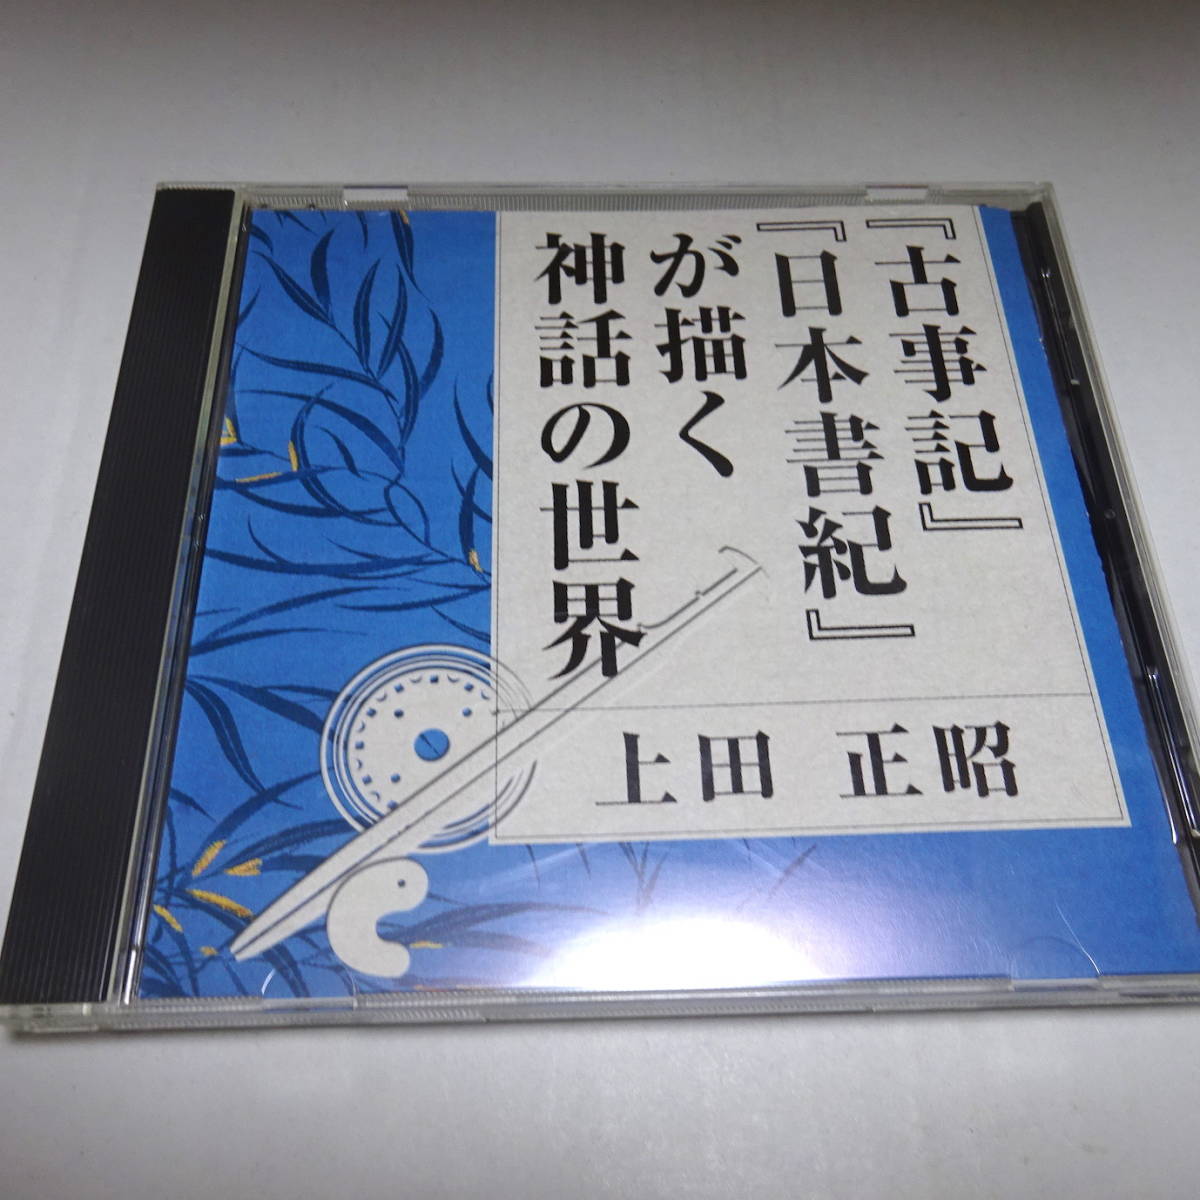 『古事記』
『日本書紀』
が描く
神話の世界
上田 正昭